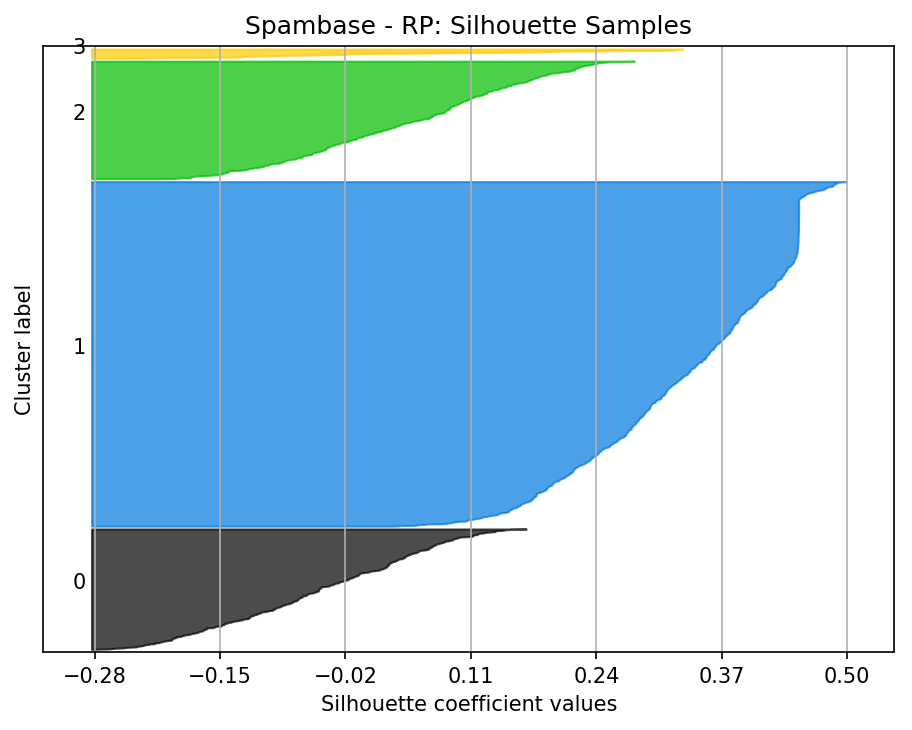 Spambase - RP: Silhouette Samples
3
2
1
0
Cluster label
−0.28 −0.15 −0.02 0.11 0.24 0.37 0.50
Silhouette coefficient values